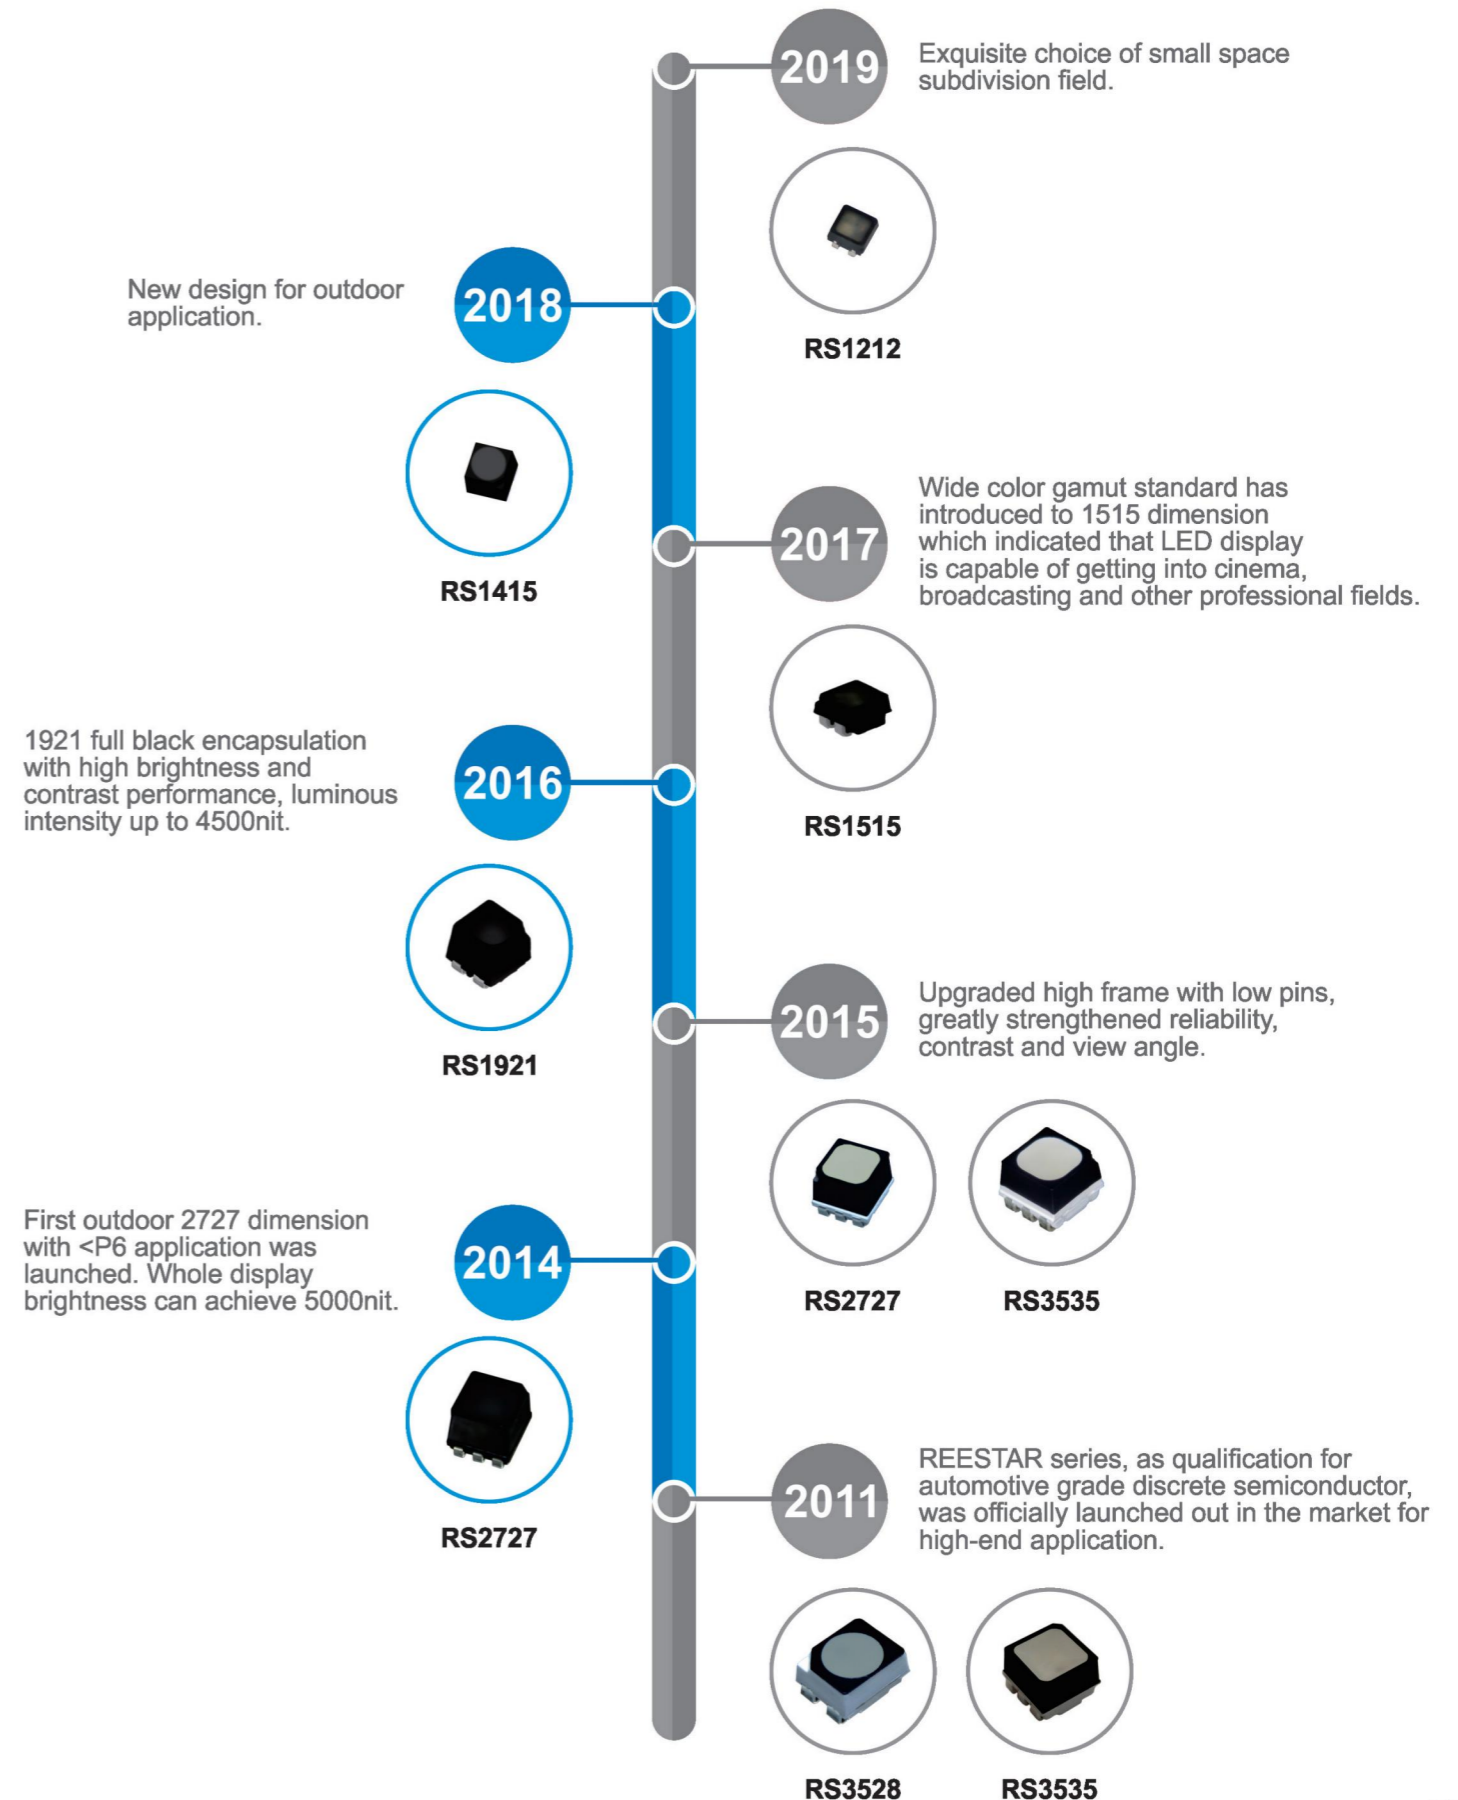 2019
Exquisite choice of small space
subdivision field.
RS1212
New design for outdoor
application.
2018
RS1415
2017
Wide color gamut standard has
introduced to 1515 dimension
which indicated that LED display
is capable of getting into cinema,
broadcasting and other professional fields.
RS1515
1921 full black encapsulation
with high brightness and
contrast performance, luminous
intensity up to 4500nit.
2016
RS1921
2015
Upgraded high frame with low pins,
greatly strengthened reliability,
contrast and view angle.
RS2727
RS3535
First outdoor 2727 dimension
with <P6 application was
launched. Whole display
brightness can achieve 5000nit.
2014
RS2727
2011
REESTAR series, as qualification for
automotive grade discrete semiconductor,
was officially launched out in the market for
high-end application.
RS3528
RS3535